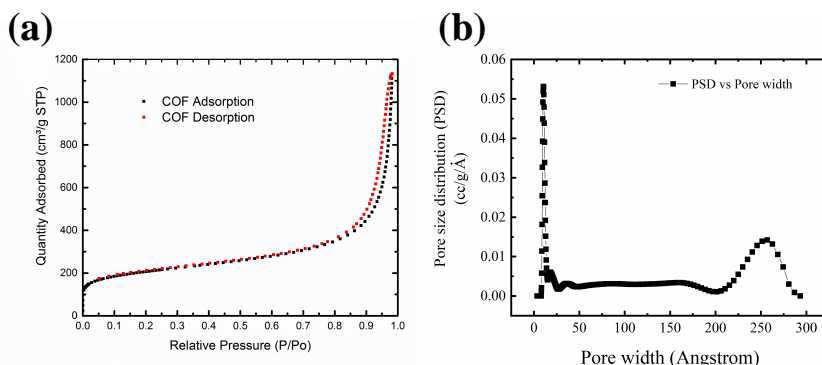 (a)
1200
1000
800
600
400
200
0
0.0 0.1 0.2 0.3 0.4 0.5 0.6 0.7 0.8 0.9 1.0
Quantity Adsorbed (cm³/g STP)
Relative Pressure (P/Po)
COF Adsorption
COF Desorption
(b)
0.06
0.05
0.04
0.03
0.02
0.01
0.00
0 50 100 150 200 250 300
Pore size distribution (PSD)
(cc/g/Å)
Pore width (Angstrom)
PSD vs Pore width